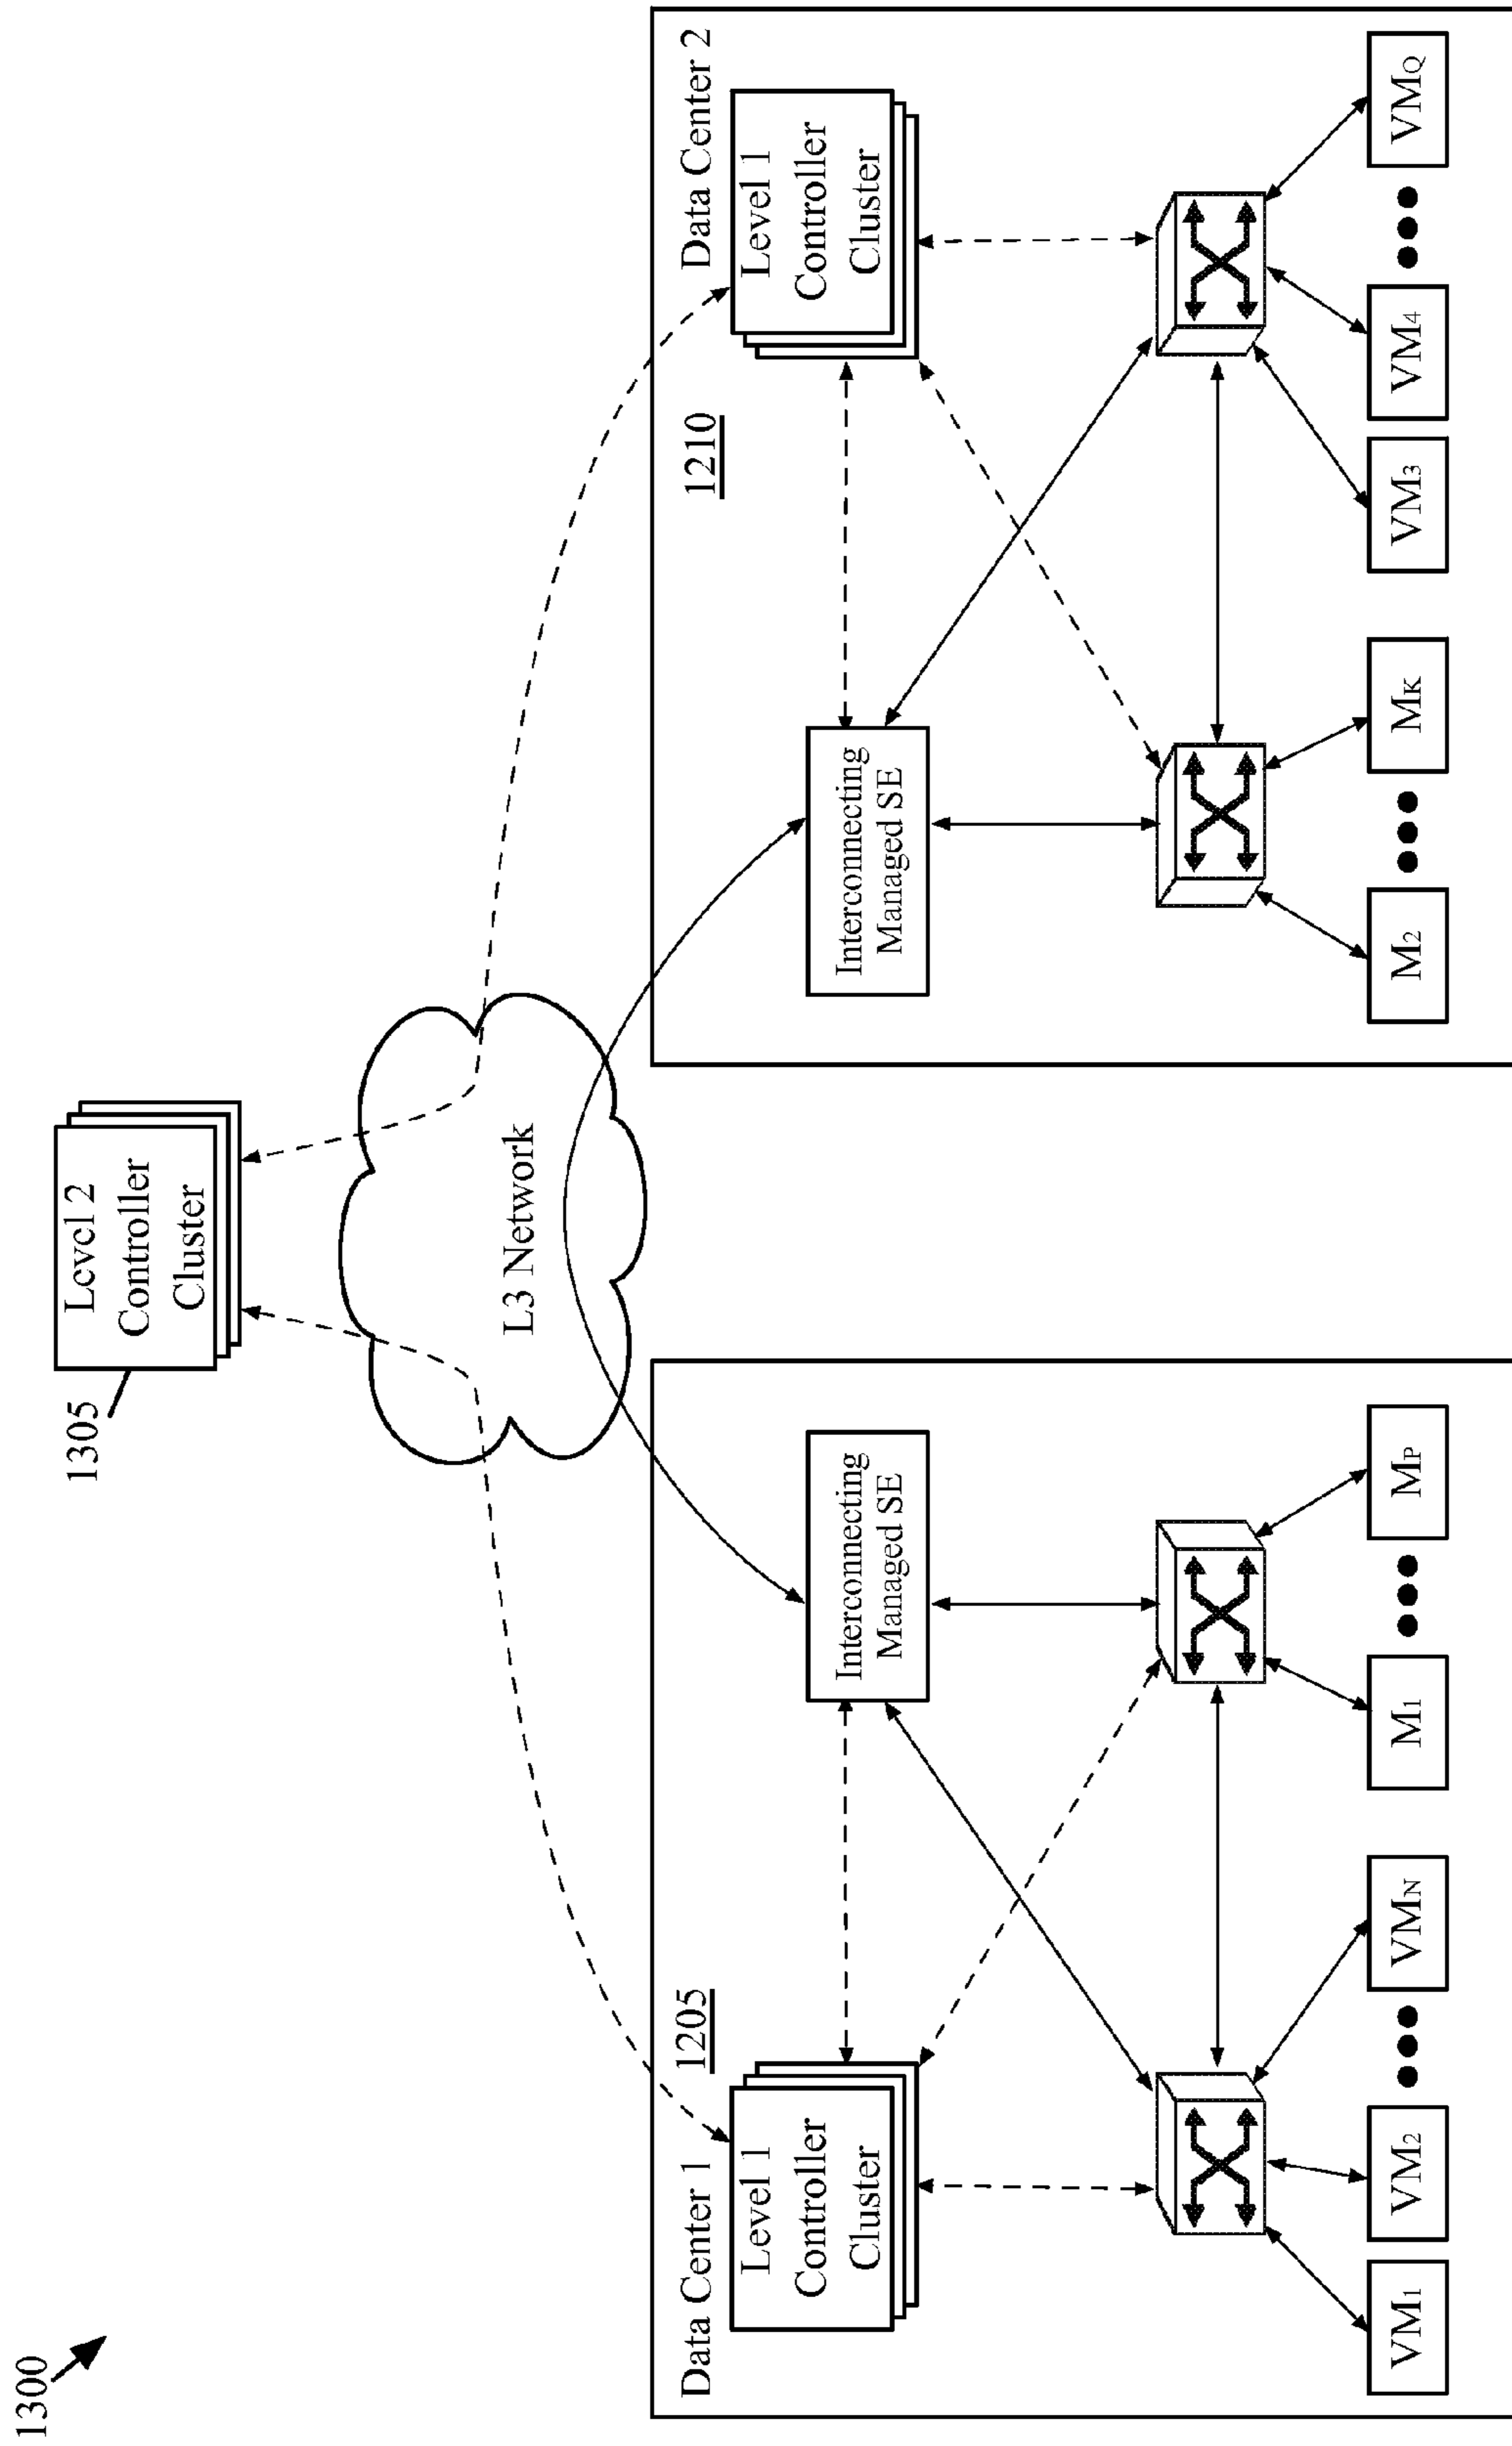 1300
1305
Level 2
Controller
Cluster
L3 Network
Data Center 1
1205
Level 1
Controller
Cluster
Interconnecting
Managed SE
VM1
VM2
VMN
M1
MP
1210
Data Center 2
Level 1
Controller
Cluster
Interconnecting
Managed SE
M2
MK
VM3
VM4
VMQ